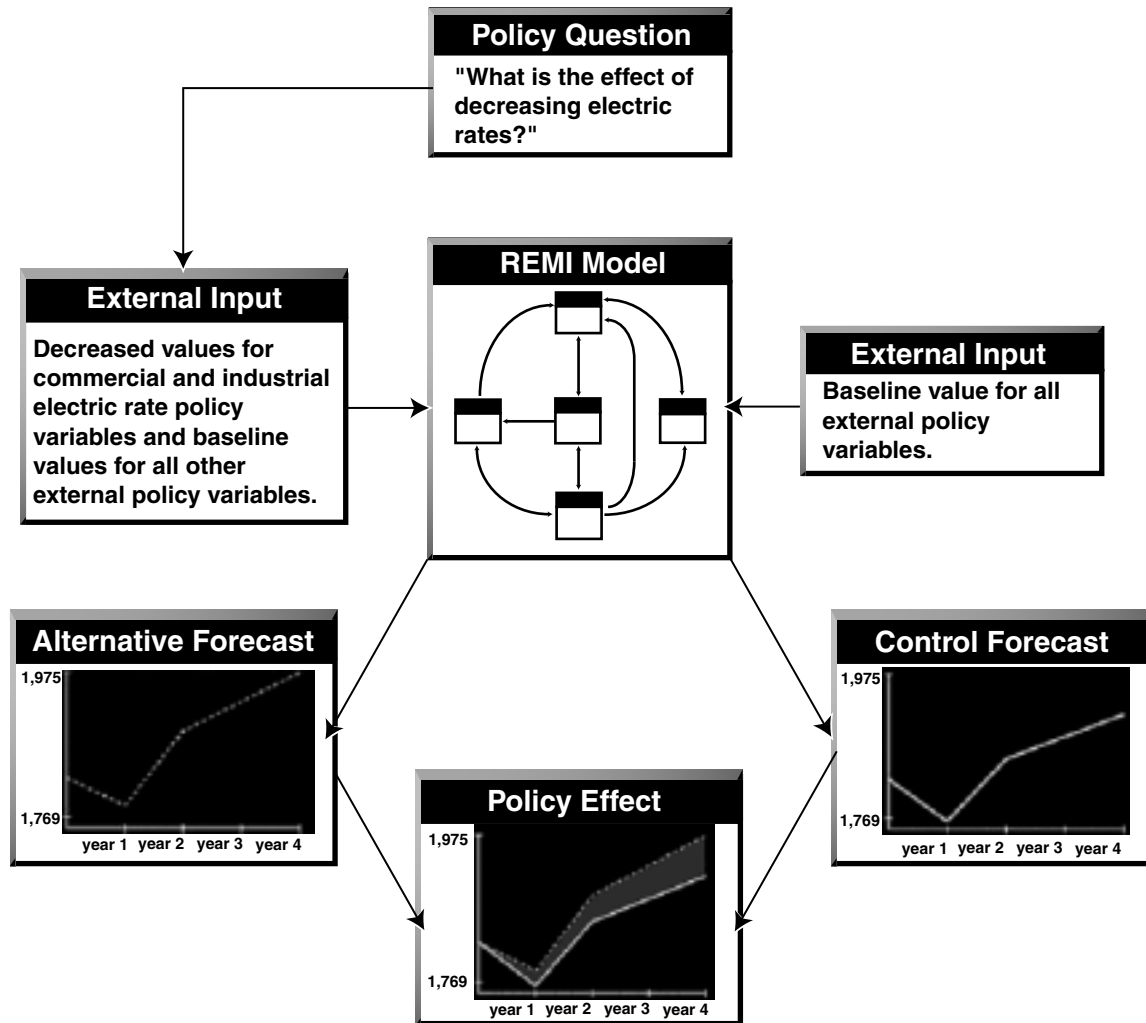 Policy Question
"What is the effect of
decreasing electric
rates?"
External Input
Decreased values for
commercial and industrial
electric rate policy
variables and baseline
values for all other
external policy variables.
REMI Model
External Input
Baseline value for all
external policy
variables.
Alternative Forecast
1,975
1,769
year 1 year 2 year 3 year 4
Control Forecast
1,975
1,769
year 1 year 2 year 3 year 4
Policy Effect
1,975
1,769
year 1 year 2 year 3 year 4